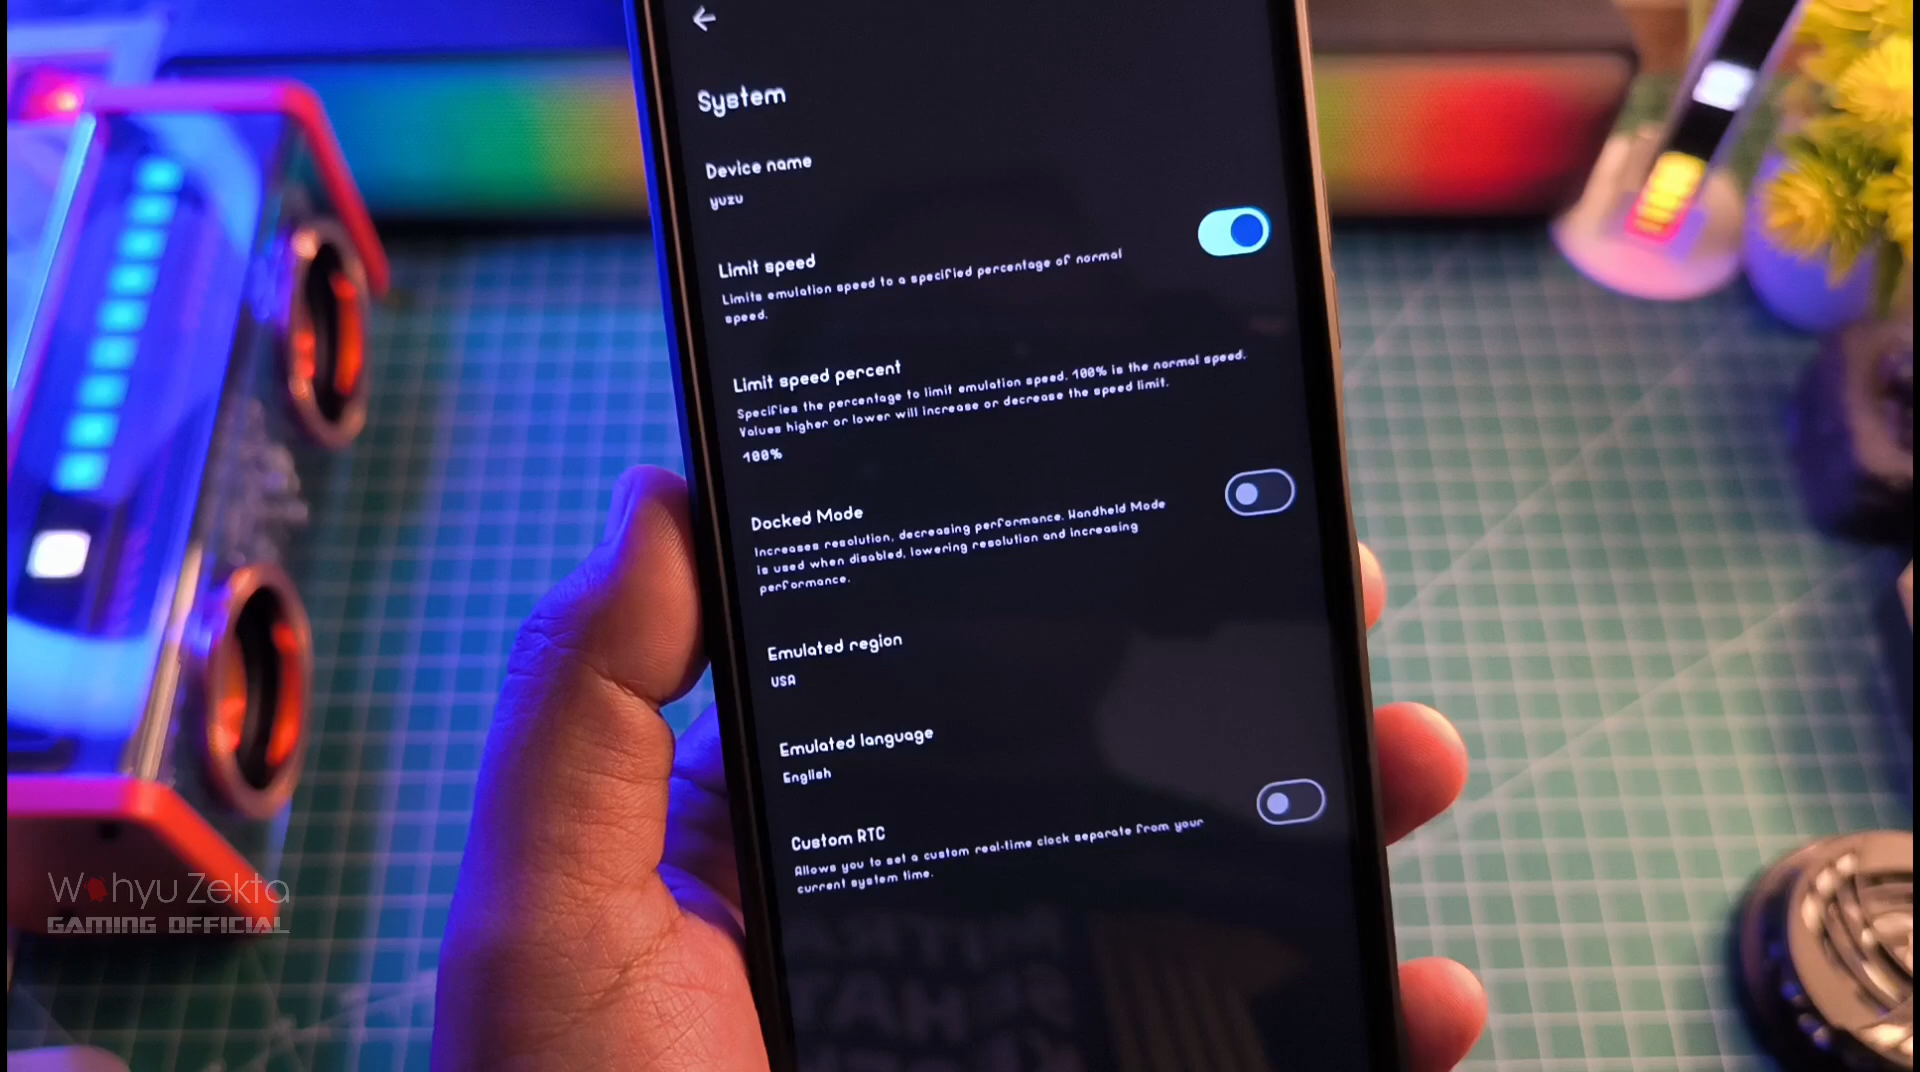 System
Device name
yuzu
Limit speed
Limits emulation speed to a specified percentage of normal
speed.
Limit speed percent
Specifies the percentage to limit emulation speed. 100% is the normal speed.
Values higher or lower will increase or decrease the speed limit.
100%
Docked Mode
Increases resolution, decreasing performance. Handheld Mode
is used when disabled, lowering resolution and increasing
performance.
Emulated region
USA
Emulated language
English
Custom RTC
Allows you to set a custom real-time clock separate from your
current system time.
Wahyu Zekta
GAMING OFFICIAL